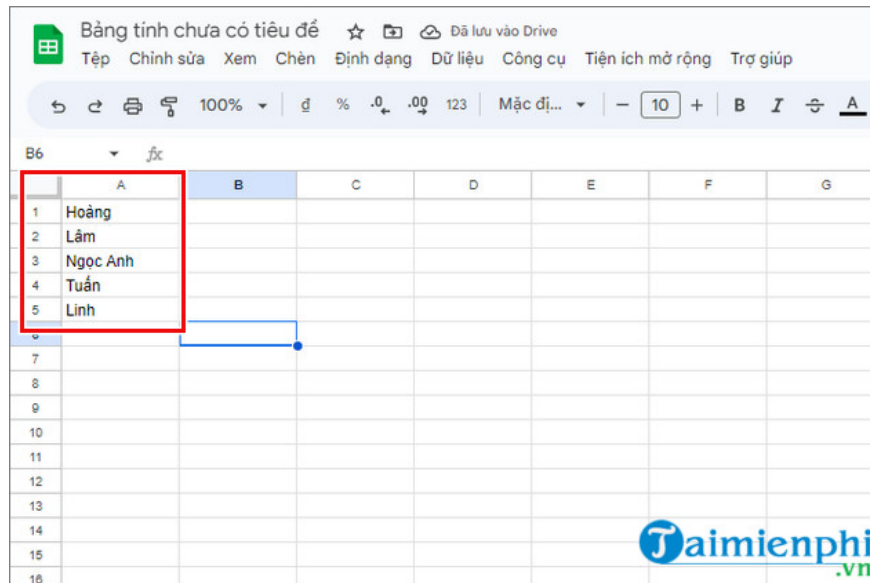 Bảng tính chưa có tiêu đề Đã lưu vào Drive
Tệp Chỉnh sửa Xem Chèn Định dạng Dữ liệu Công cụ Tiện ích mở rộng Trợ giúp
100% đ % .0 .00 123 Mặc đị... 10 B I S A
B6 fx
A B C D E F G
1 Hoàng
2 Lâm
3 Ngọc Anh
4 Tuấn
5 Linh
6
7
8
9
10
11
12
13
14
15
16
Taimienphi
.vn